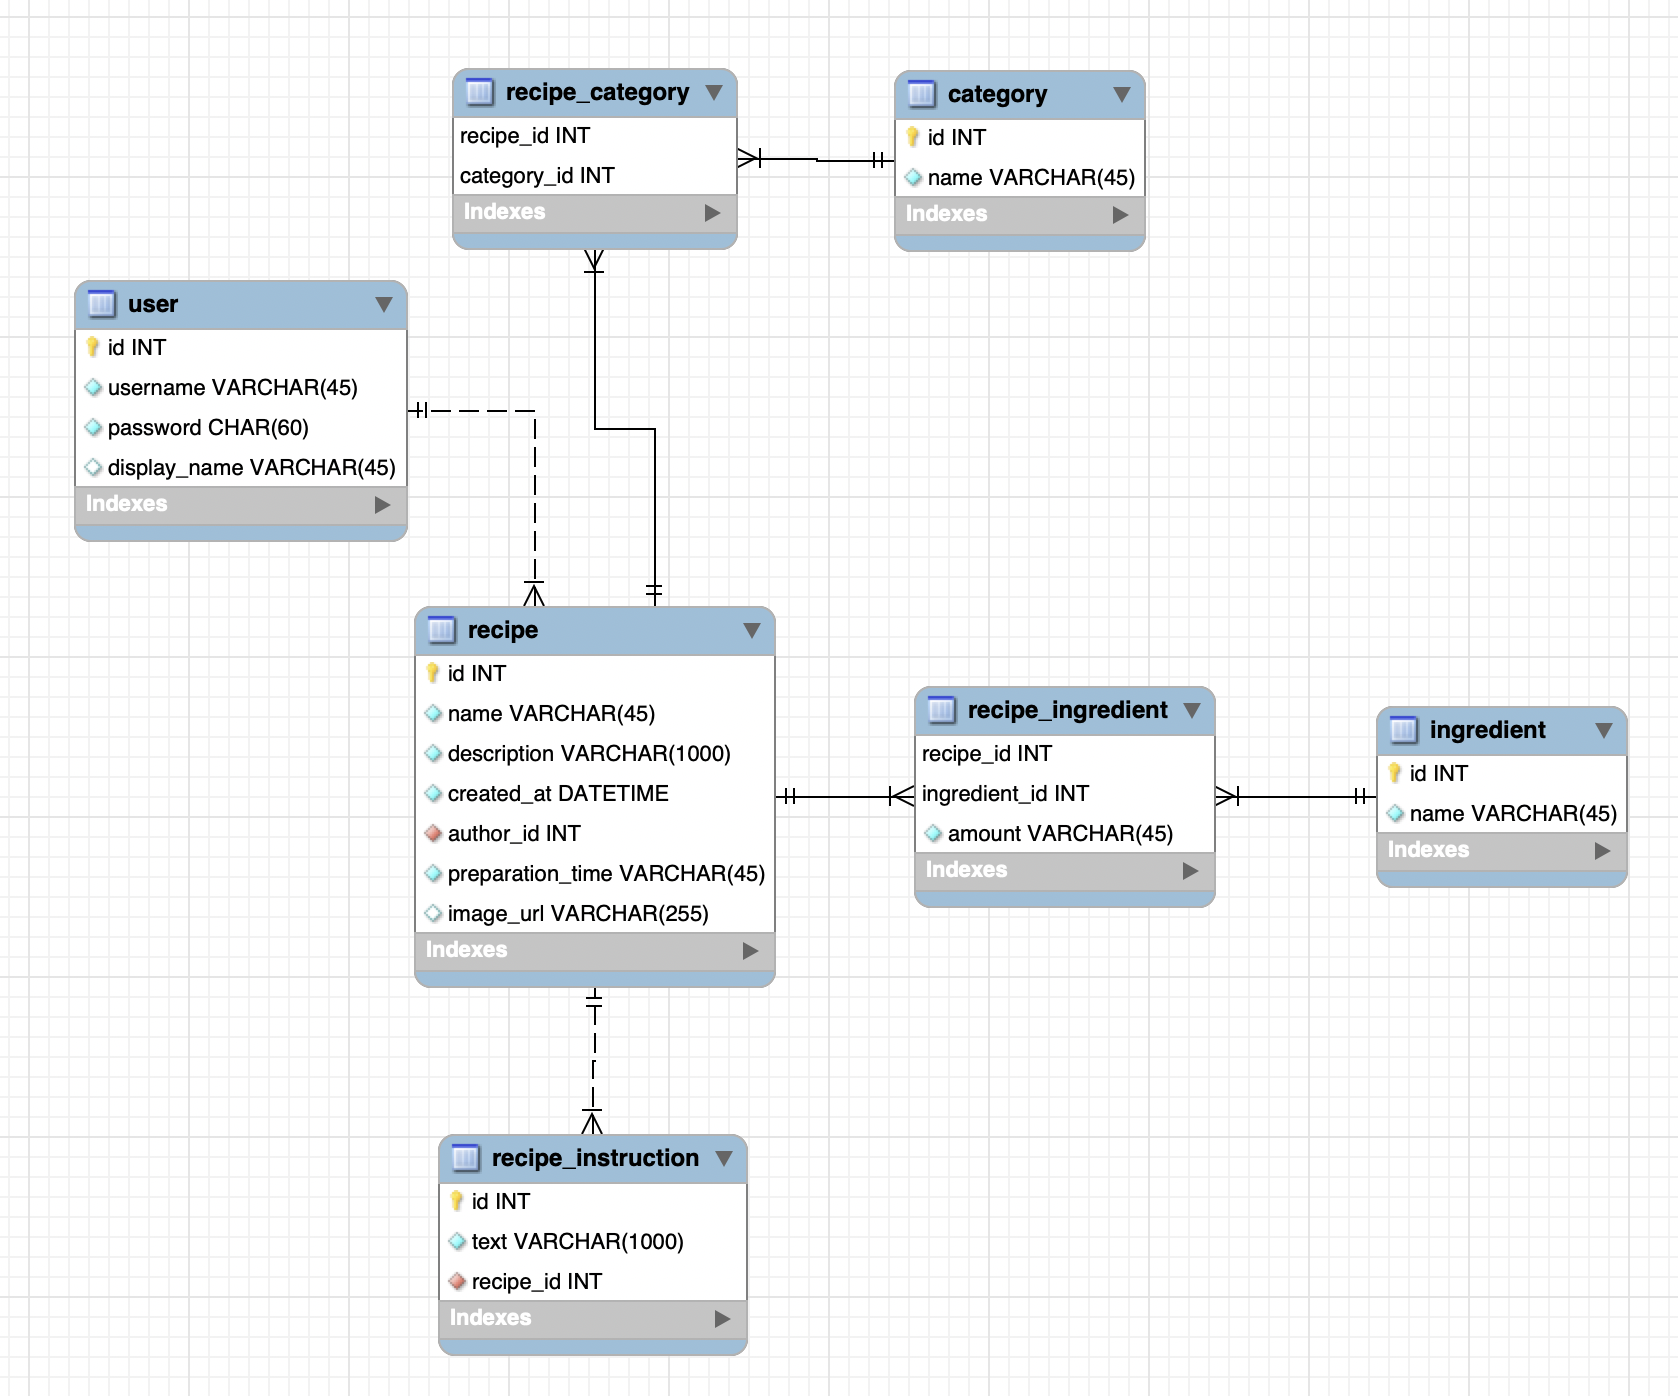 recipe_category
recipe_id INT
category_id INT
Indexes
category
id INT
name VARCHAR(45)
Indexes
user
id INT
username VARCHAR(45)
password CHAR(60)
display_name VARCHAR(45)
Indexes
recipe
id INT
name VARCHAR(45)
description VARCHAR(1000)
created_at DATETIME
author_id INT
preparation_time VARCHAR(45)
image_url VARCHAR(255)
Indexes
recipe_ingredient
recipe_id INT
ingredient_id INT
amount VARCHAR(45)
Indexes
ingredient
id INT
name VARCHAR(45)
Indexes
recipe_instruction
id INT
text VARCHAR(1000)
recipe_id INT
Indexes